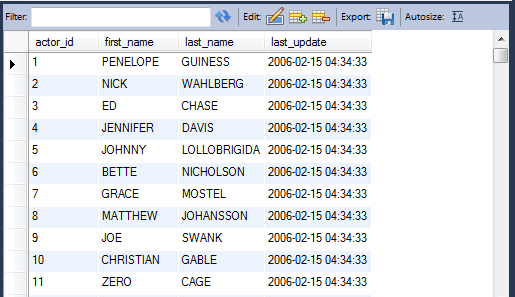 Filter: Edit: Export: Autosize:
actor_id first_name last_name last_update
1 PENELOPE GUINESS 2006-02-15 04:34:33
2 NICK WAHLBERG 2006-02-15 04:34:33
3 ED CHASE 2006-02-15 04:34:33
4 JENNIFER DAVIS 2006-02-15 04:34:33
5 JOHNNY LOLLOBRIGIDA 2006-02-15 04:34:33
6 BETTE NICHOLSON 2006-02-15 04:34:33
7 GRACE MOSTEL 2006-02-15 04:34:33
8 MATTHEW JOHANSSON 2006-02-15 04:34:33
9 JOE SWANK 2006-02-15 04:34:33
10 CHRISTIAN GABLE 2006-02-15 04:34:33
11 ZERO CAGE 2006-02-15 04:34:33